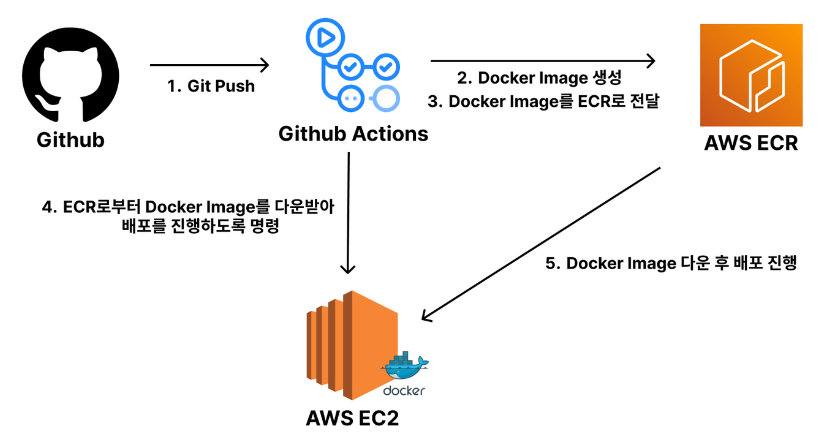 1. Git Push
2. Docker Image 생성
3. Docker Image를 ECR로 전달
Github
Github Actions
AWS ECR
4. ECR로부터 Docker Image를 다운받아
배포를 진행하도록 명령
5. Docker Image 다운 후 배포 진행
docker
AWS EC2